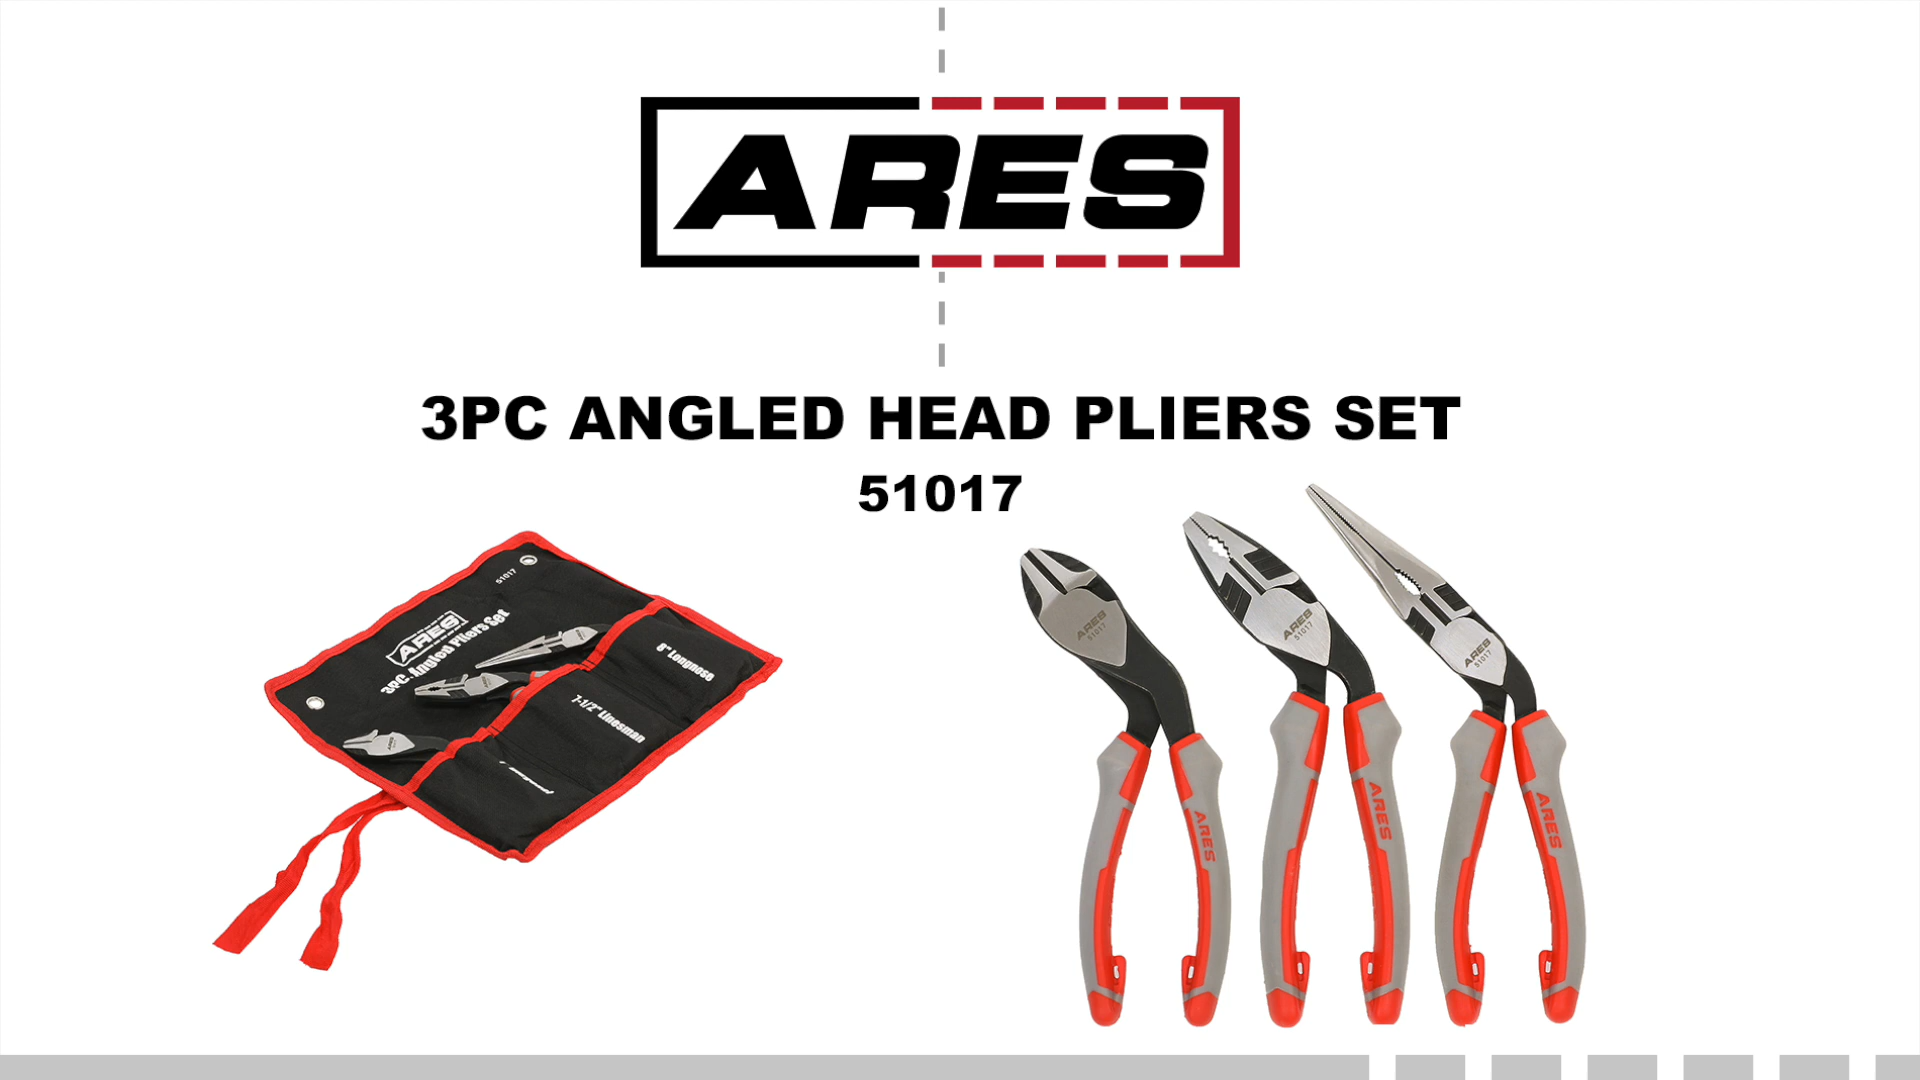 ARES
3PC ANGLED HEAD PLIERS SET
51017
51017
ARES
3PC. Angled Pliers Set
8" Longnose
7-1/2" Linesman
ARES
51017
ARES
51017
ARES
51017
ARES
ARES
ARES